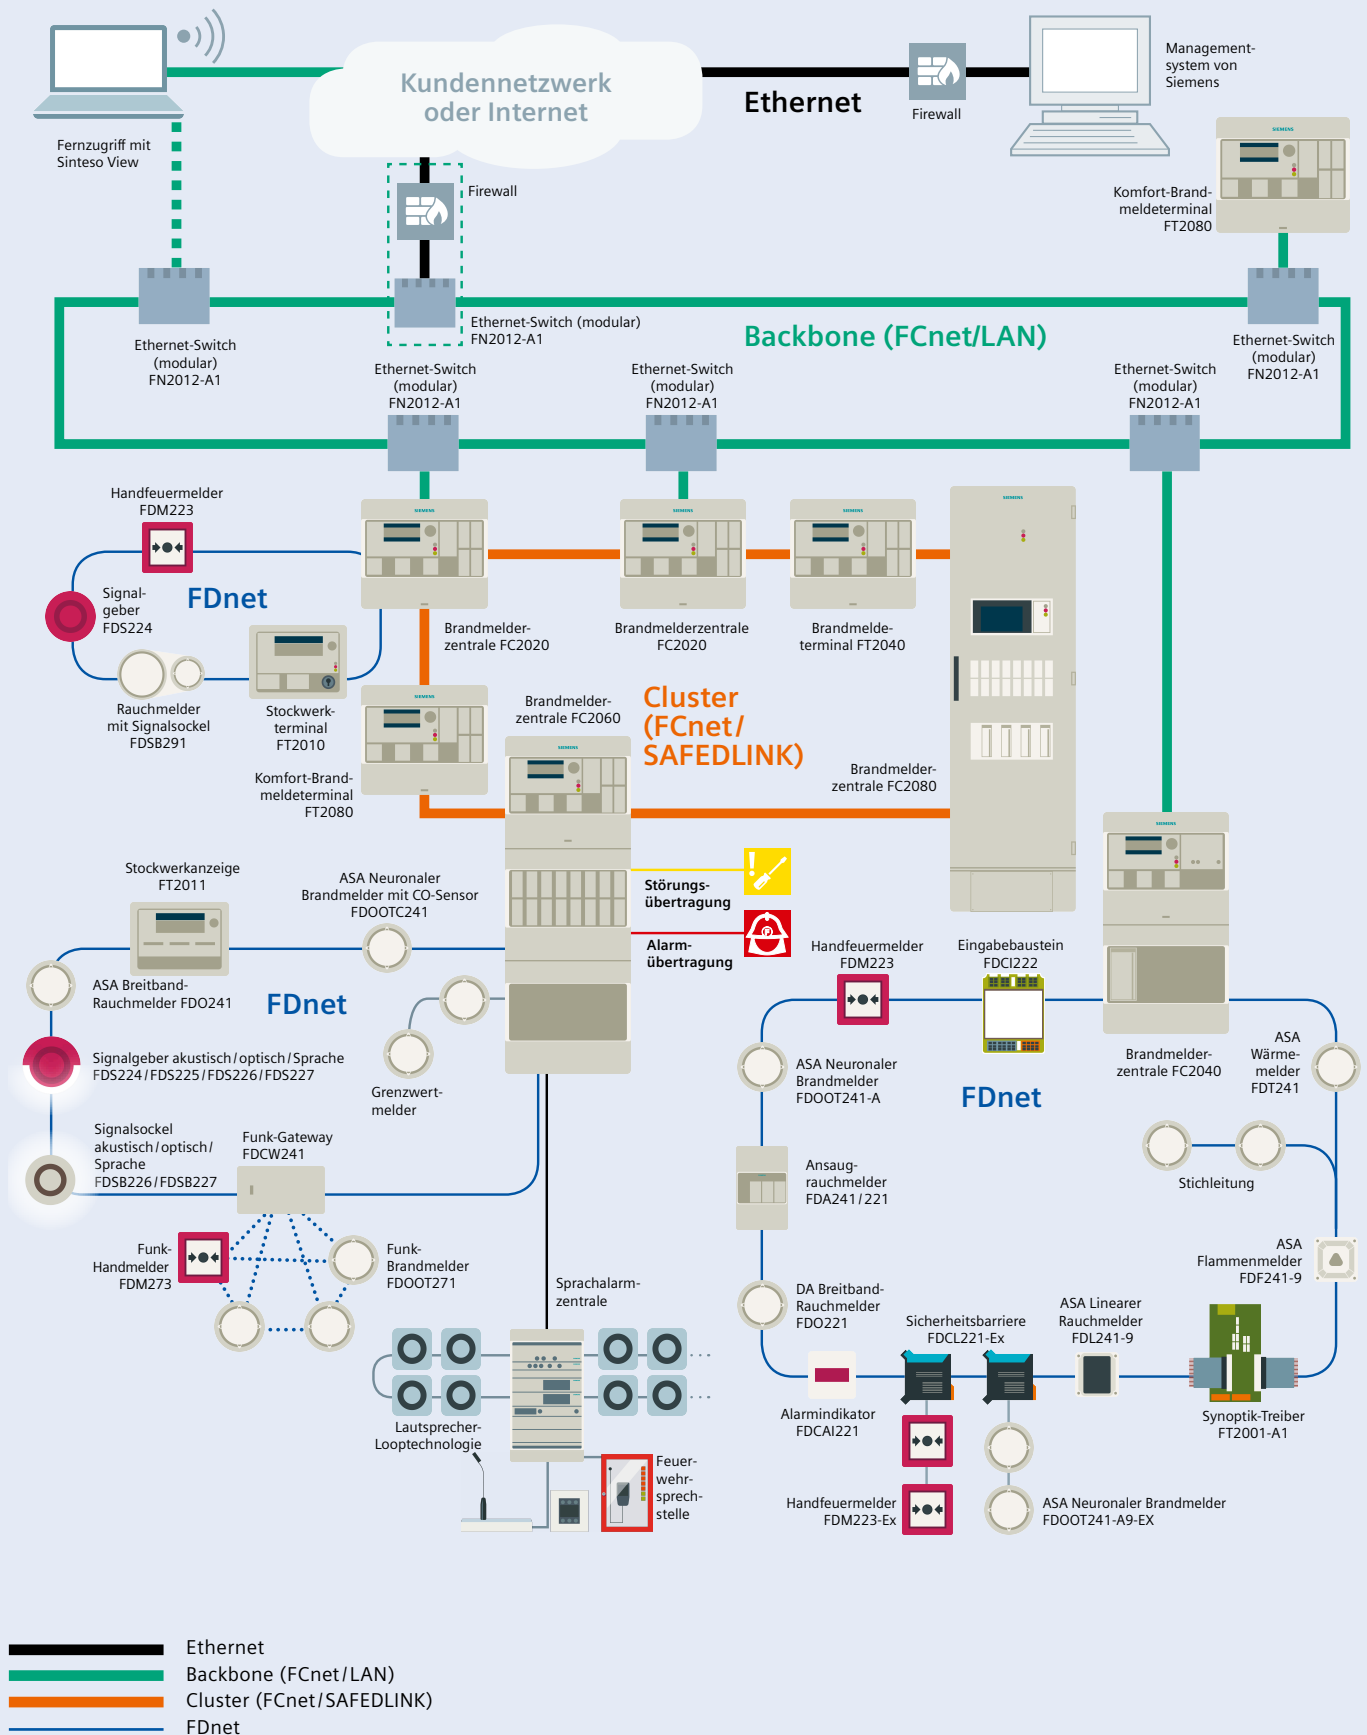 Kundennetzwerk
oder Internet
Ethernet
Firewall
Management-
system von
Siemens
Fernzugriff mit
Sinteso View
Firewall
SIEMENS
Komfort-Brand-
meldeterminal
FT2080
Ethernet-Switch (modular)
FN2012-A1
Backbone (FCnet/LAN)
Ethernet-Switch
(modular)
FN2012-A1
Ethernet-Switch
(modular)
FN2012-A1
Ethernet-Switch
(modular)
FN2012-A1
Ethernet-Switch
(modular)
FN2012-A1
Ethernet-Switch
(modular)
FN2012-A1
Handfeuermelder
FDM223
SIEMENS
SIEMENS
SIEMENS
SIEMENS
Signal-
geber
FDS224
FDnet
Brandmelder-
zentrale FC2020
Brandmelderzentrale
FC2020
Brandmelde-
terminal FT2040
Rauchmelder
mit Signalsockel
FDSB291
Stockwerk-
terminal
FT2010
SIEMENS
Brandmelder-
zentrale FC2060
Cluster
(FCnet/
SAFEDLINK)
SIEMENS
Komfort-Brand-
meldeterminal
FT2080
Brandmelder-
zentrale FC2080
SIEMENS
Stockwerkanzeige
FT2011
ASA Neuronaler
Brandmelder mit CO-Sensor
FDOOTC241
Störungs-
übertragung
Alarm-
übertragung
Handfeuermelder
FDM223
Eingabebaustein
FDCI222
ASA Breitband-
Rauchmelder FDO241
FDnet
Signalgeber akustisch/optisch/Sprache
FDS224/FDS225/FDS226/FDS227
Grenzwert-
melder
ASA Neuronaler
Brandmelder
FDOOT241-A
FDnet
Brandmelder-
zentrale FC2040
ASA
Wärme-
melder
FDT241
Signalsockel
akustisch/optisch/
Sprache
FDSB226/FDSB227
Funk-Gateway
FDCW241
Ansaug-
rauchmelder
FDA241/221
Stichleitung
Funk-
Handmelder
FDM273
Funk-
Brandmelder
FDOOT271
Sprachalarm-
zentrale
DA Breitband-
Rauchmelder
FDO221
Sicherheitsbarriere
FDCL221-Ex
ASA Linearer
Rauchmelder
FDL241-9
ASA
Flammenmelder
FDF241-9
Lautsprecher-
Looptechnologie
Alarmindikator
FDCAI221
Synoptik-Treiber
FT2001-A1
Feuer-
wehr-
sprech-
stelle
Handfeuermelder
FDM223-Ex
ASA Neuronaler Brandmelder
FDOOT241-A9-EX
Ethernet
Backbone (FCnet/LAN)
Cluster (FCnet/SAFEDLINK)
FDnet